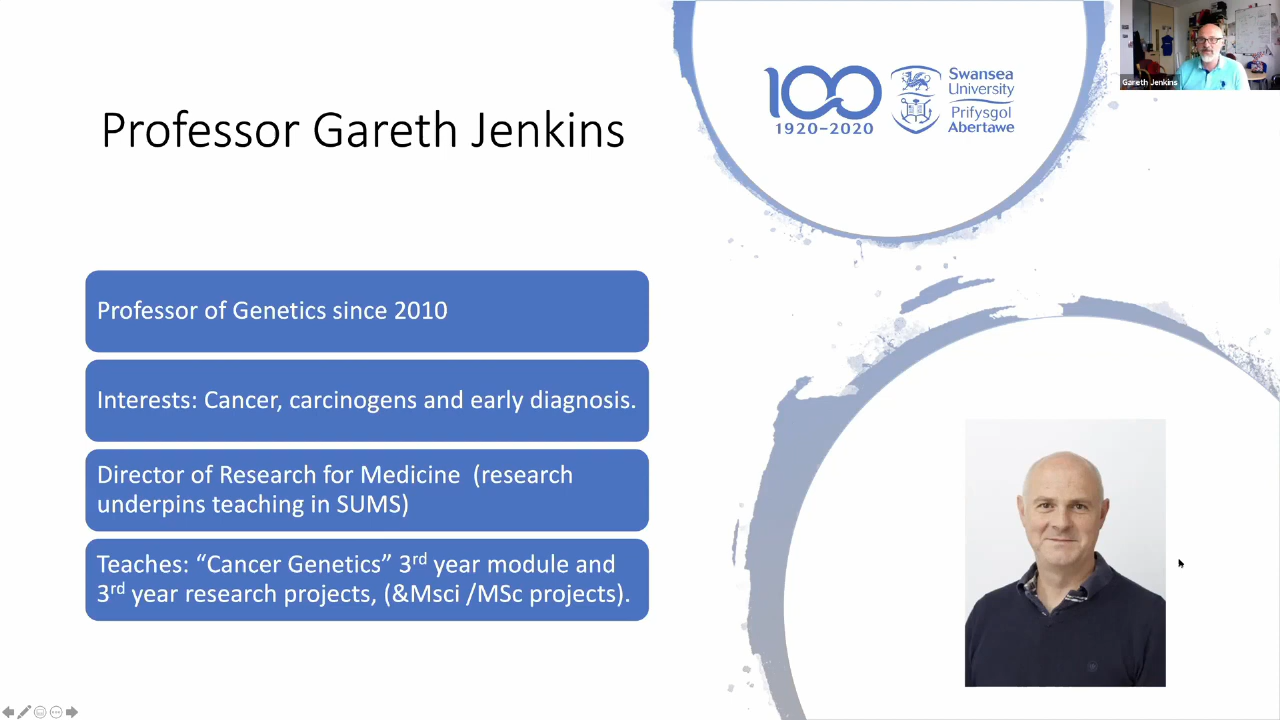 Professor Gareth Jenkins
Professor of Genetics since 2010
Interests: Cancer, carcinogens and early diagnosis.
Director of Research for Medicine (research
underpins teaching in SUMS)
Teaches: “Cancer Genetics” 3rd year module and
3rd year research projects, (&Msci /MSc projects).
100
1920-2020
Swansea
University
Prifysgol
Abertawe
Gareth Jenkins